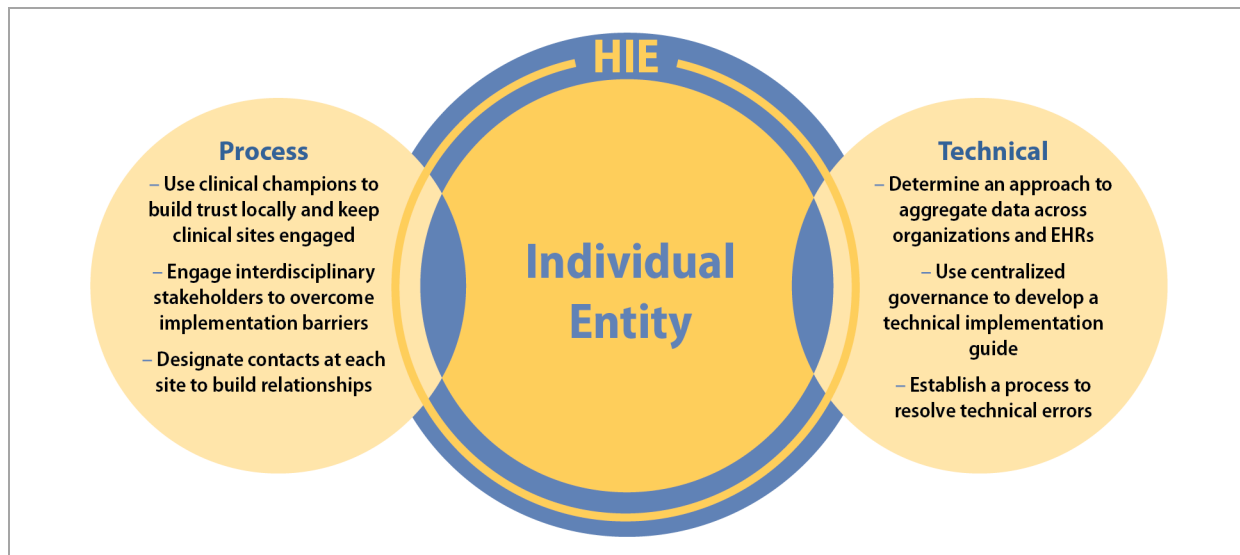 HIE
Process
– Use clinical champions to
build trust locally and keep
clinical sites engaged
– Engage interdisciplinary
stakeholders to overcome
implementation barriers
– Designate contacts at each
site to build relationships
Individual
Entity
Technical
– Determine an approach to
aggregate data across
organizations and EHRs
– Use centralized
governance to develop a
technical implementation
guide
– Establish a process to
resolve technical errors